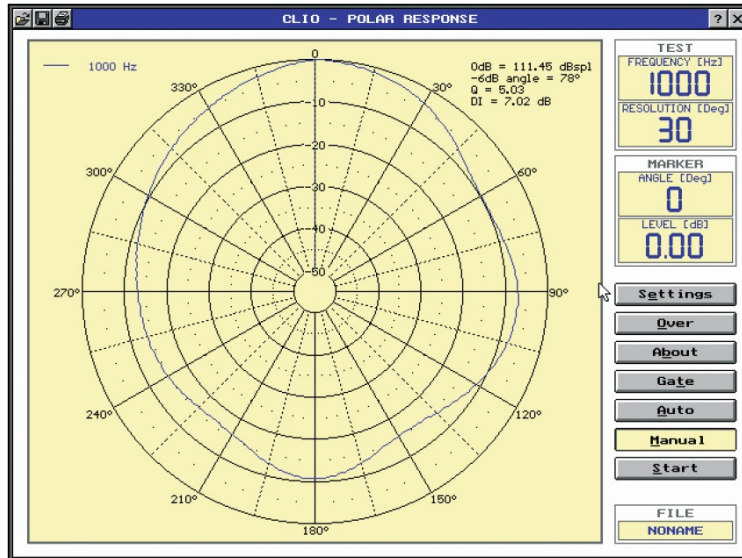 CLIO - POLAR RESPONSE
? X
1000 Hz
0dB = 111.45 dBspl
-6dB angle = 78°
Q = 5.03
DI = 7.02 dB
0
330°
30°
-10
-20
300°
60°
-30
-40
-50
270°
90°
240°
120°
210°
150°
180°
TEST
FREQUENCY [Hz]
1000
RESOLUTION [Deg]
30
MARKER
ANGLE [Deg]
0
LEVEL [dB]
0.00
Settings
Over
About
Gate
Auto
Manual
Start
FILE
NONAME